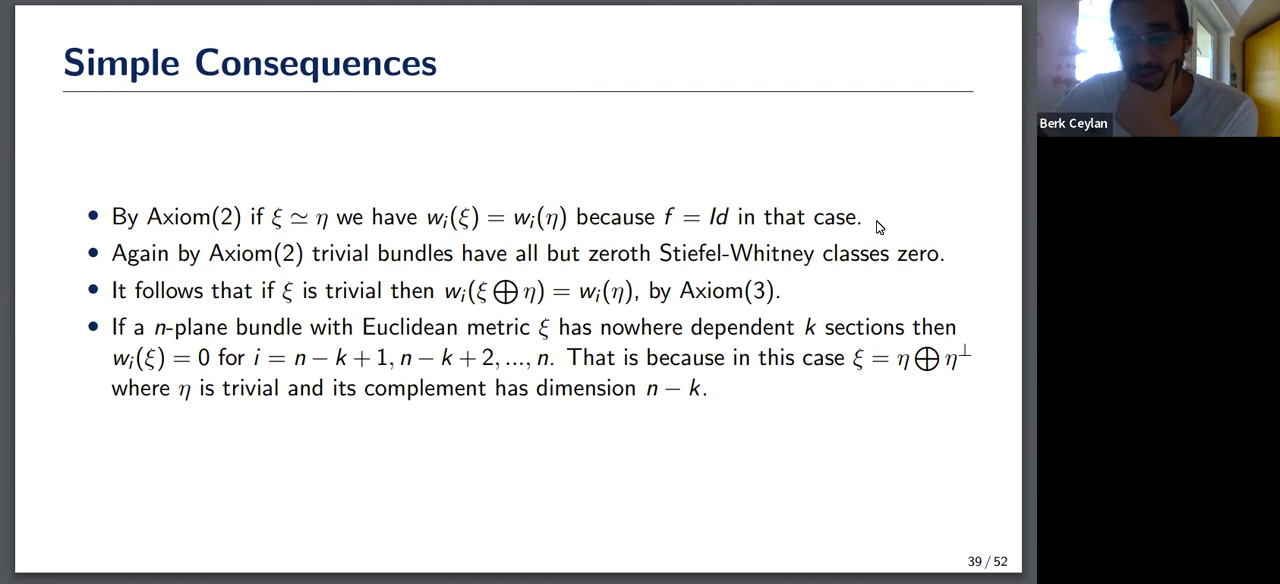 Simple Consequences
• By Axiom(2) if ξ ≃ η we have wᵢ(ξ) = wᵢ(η) because f = Id in that case.
• Again by Axiom(2) trivial bundles have all but zeroth Stiefel-Whitney classes zero.
• It follows that if ξ is trivial then wᵢ(ξ ⊕ η) = wᵢ(η), by Axiom(3).
• If a n-plane bundle with Euclidean metric ξ has nowhere dependent k sections then
wᵢ(ξ) = 0 for i = n − k + 1, n − k + 2, ..., n. That is because in this case ξ = η ⊕ η⊥
where η is trivial and its complement has dimension n − k.
39 / 52
Berk Ceylan